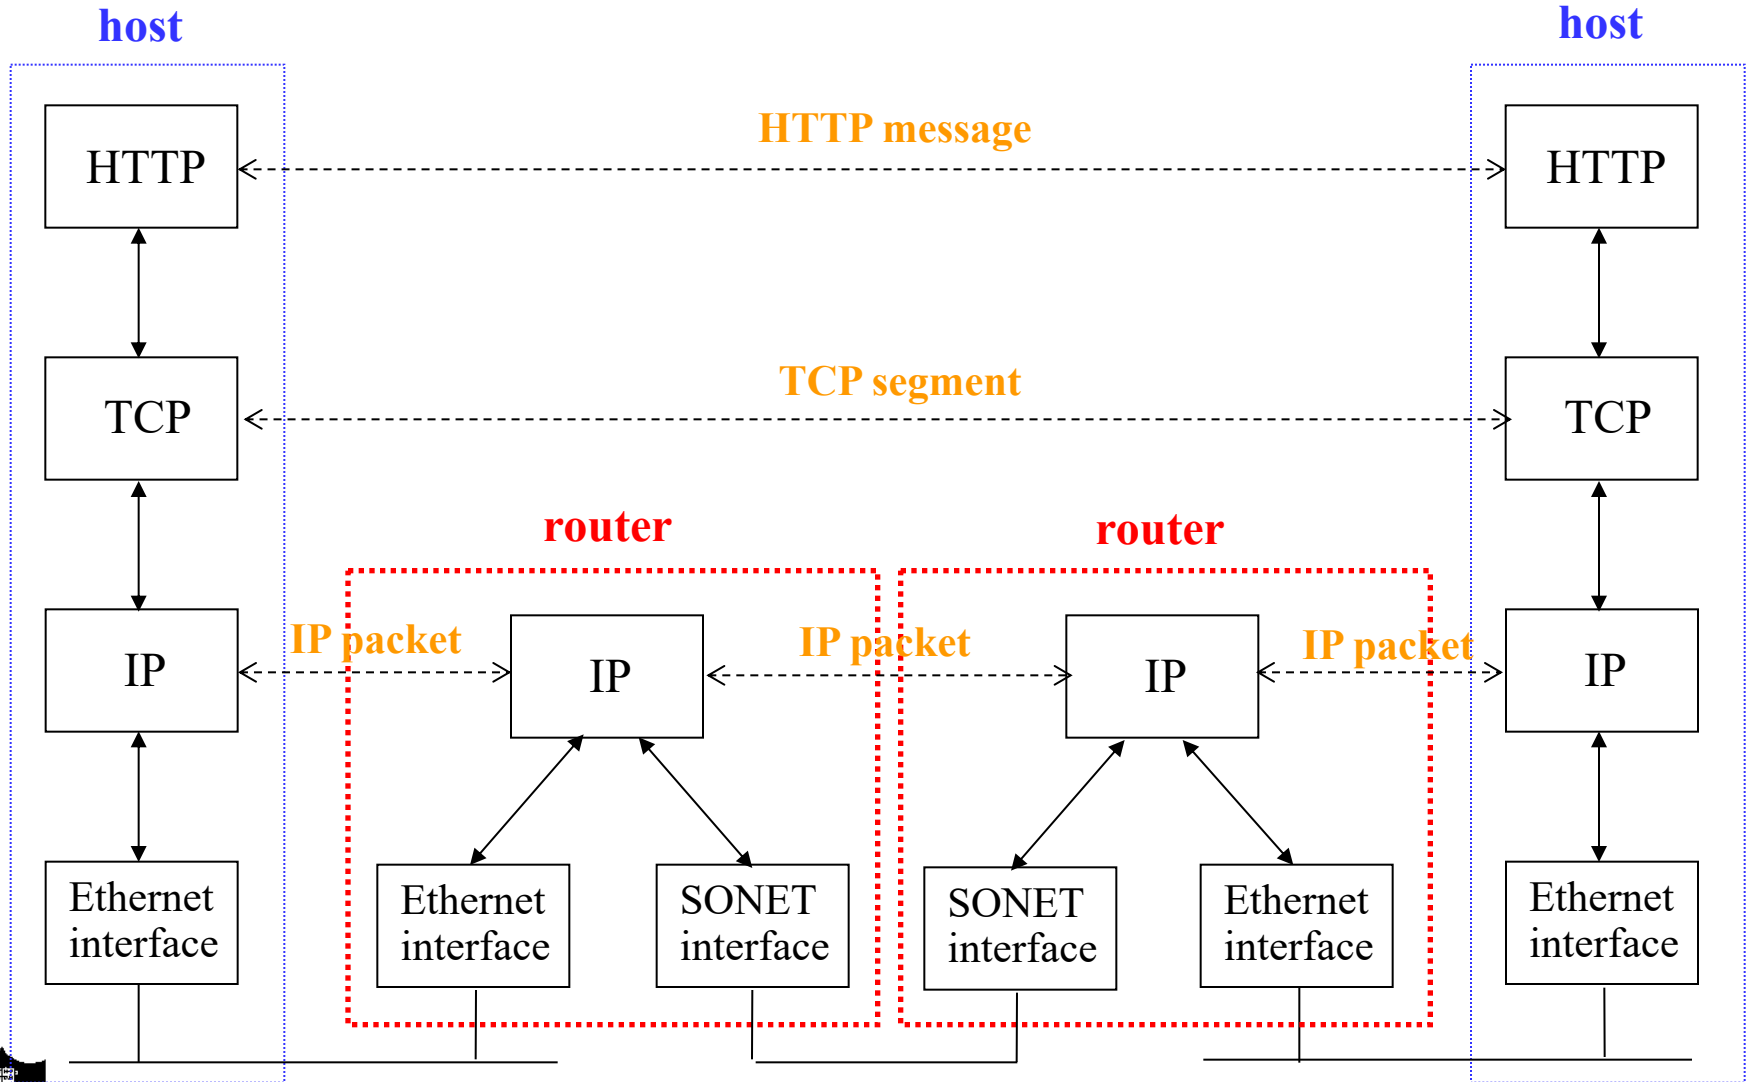 host
host
HTTP
HTTP message
HTTP
TCP
TCP segment
TCP
router
router
IP
IP packet
IP
IP packet
IP
IP packet
IP
Ethernet
interface
Ethernet
interface
SONET
interface
SONET
interface
Ethernet
interface
Ethernet
interface